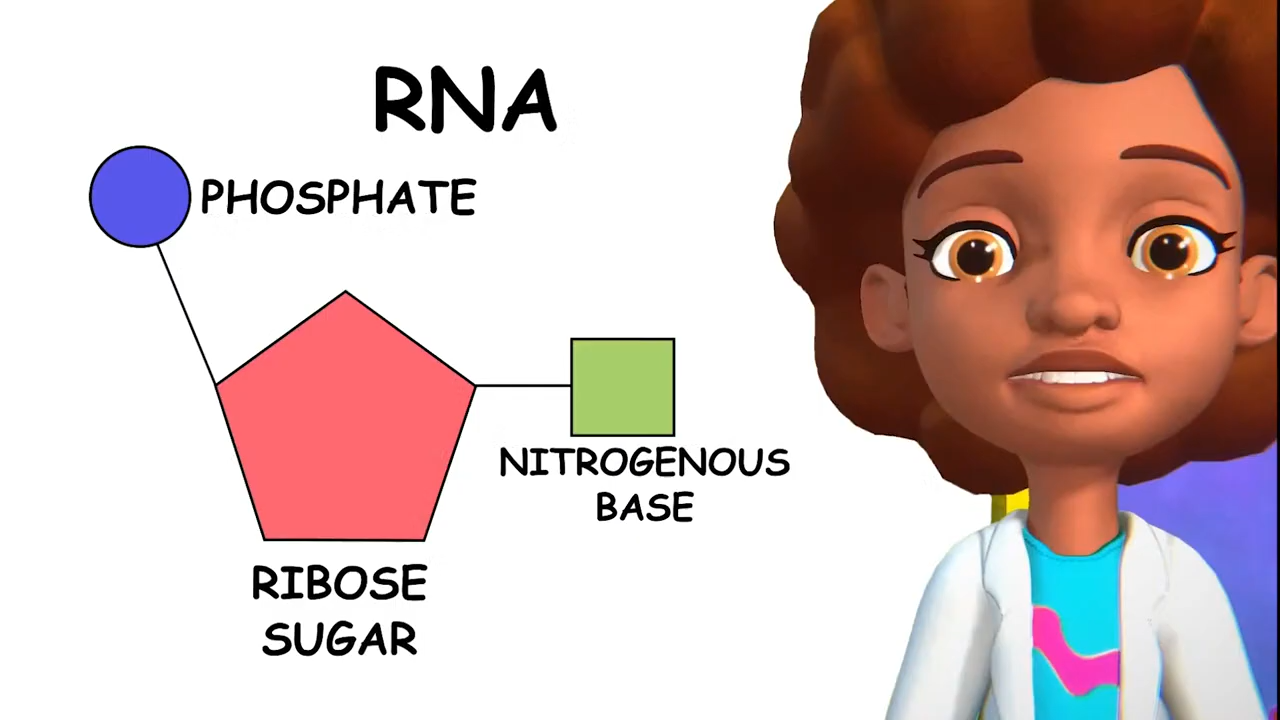 RNA
PHOSPHATE
NITROGENOUS
BASE
RIBOSE
SUGAR